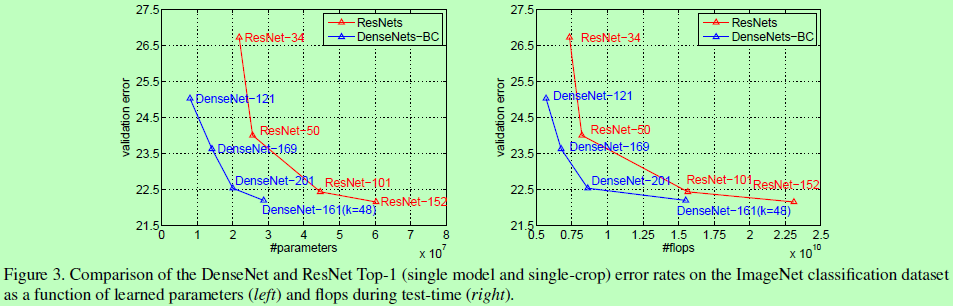 27.5
26.5
25.5
24.5
23.5
22.5
21.5
validation error
ResNets
DenseNets−BC
ResNet−34
DenseNet−121
ResNet−50
DenseNet−169
DenseNet−201
ResNet−101
DenseNet−161(k=48)
ResNet−152
0 1 2 3 4 5 6 7 8
#parameters
x 10^7
27.5
26.5
25.5
24.5
23.5
22.5
21.5
validation error
ResNets
DenseNets−BC
ResNet−34
DenseNet−121
ResNet−50
DenseNet−169
DenseNet−201
ResNet−101
ResNet−152
DenseNet−161(k=48)
0.5 0.75 1 1.25 1.5 1.75 2 2.25 2.5
#flops
x 10^10
Figure 3. Comparison of the DenseNet and ResNet Top-1 (single model and single-crop) error rates on the ImageNet classification dataset
as a function of learned parameters (left) and flops during test-time (right).